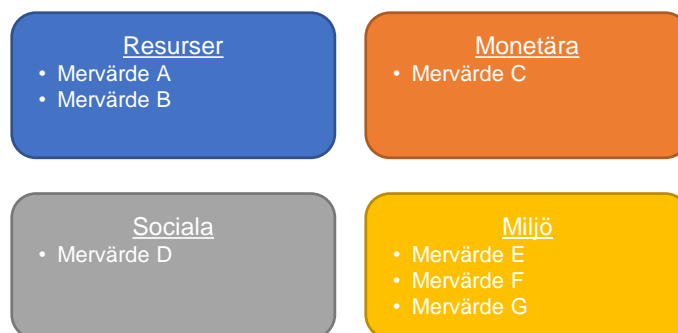 Resurser
• Mervärde A
• Mervärde B
Monetära
• Mervärde C
Sociala
• Mervärde D
Miljö
• Mervärde E
• Mervärde F
• Mervärde G